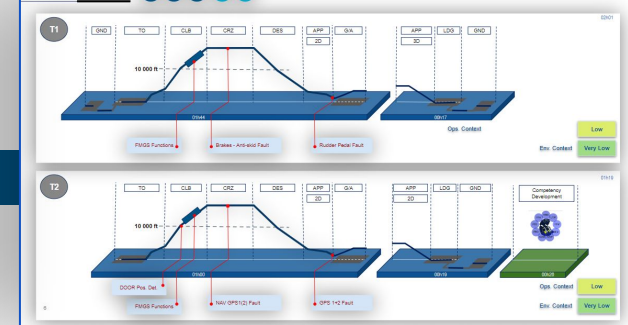 T1
02h01
GND TO CLB CRZ DES APP G/A APP LDG GND
2D 3D
10 000 ft
01h44 00h17
FMGS Functions Brakes - Anti-skid Fault Rudder Pedal Fault
Ops Context Low
Env Context Very Low
T2
TO CLB CRZ DES APP G/A APP LDG GND Competency
Development
2D 2D
10 000 ft
DOOR Pos. Det.
FMGS Functions NAV GPS1(2) Fault GPS 1+2 Fault
Ops Context Low
Env Context Very Low